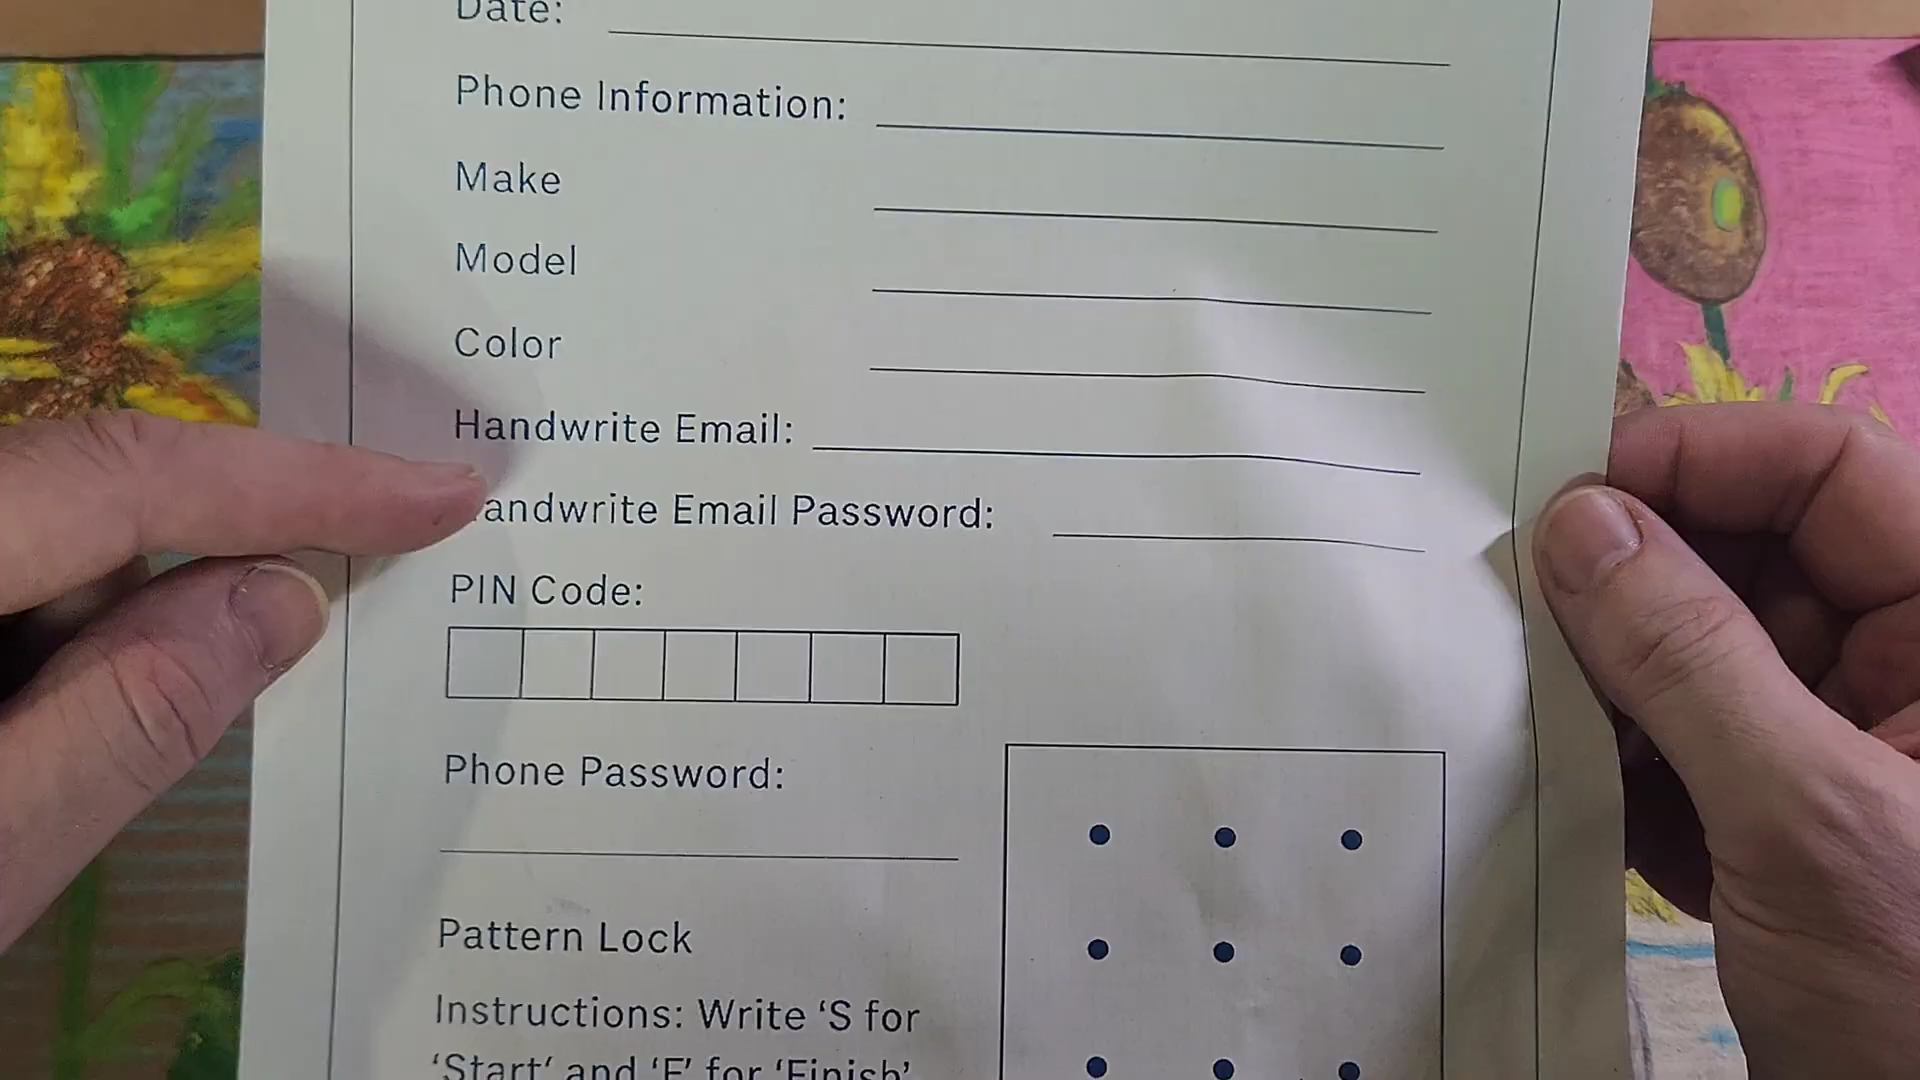 Date:
Phone Information:
Make
Model
Color
Handwrite Email:
andwrite Email Password:
PIN Code:
Phone Password:
Pattern Lock
Instructions: Write ‘S for
‘Start‘ and ‘F’ for ‘Finish’